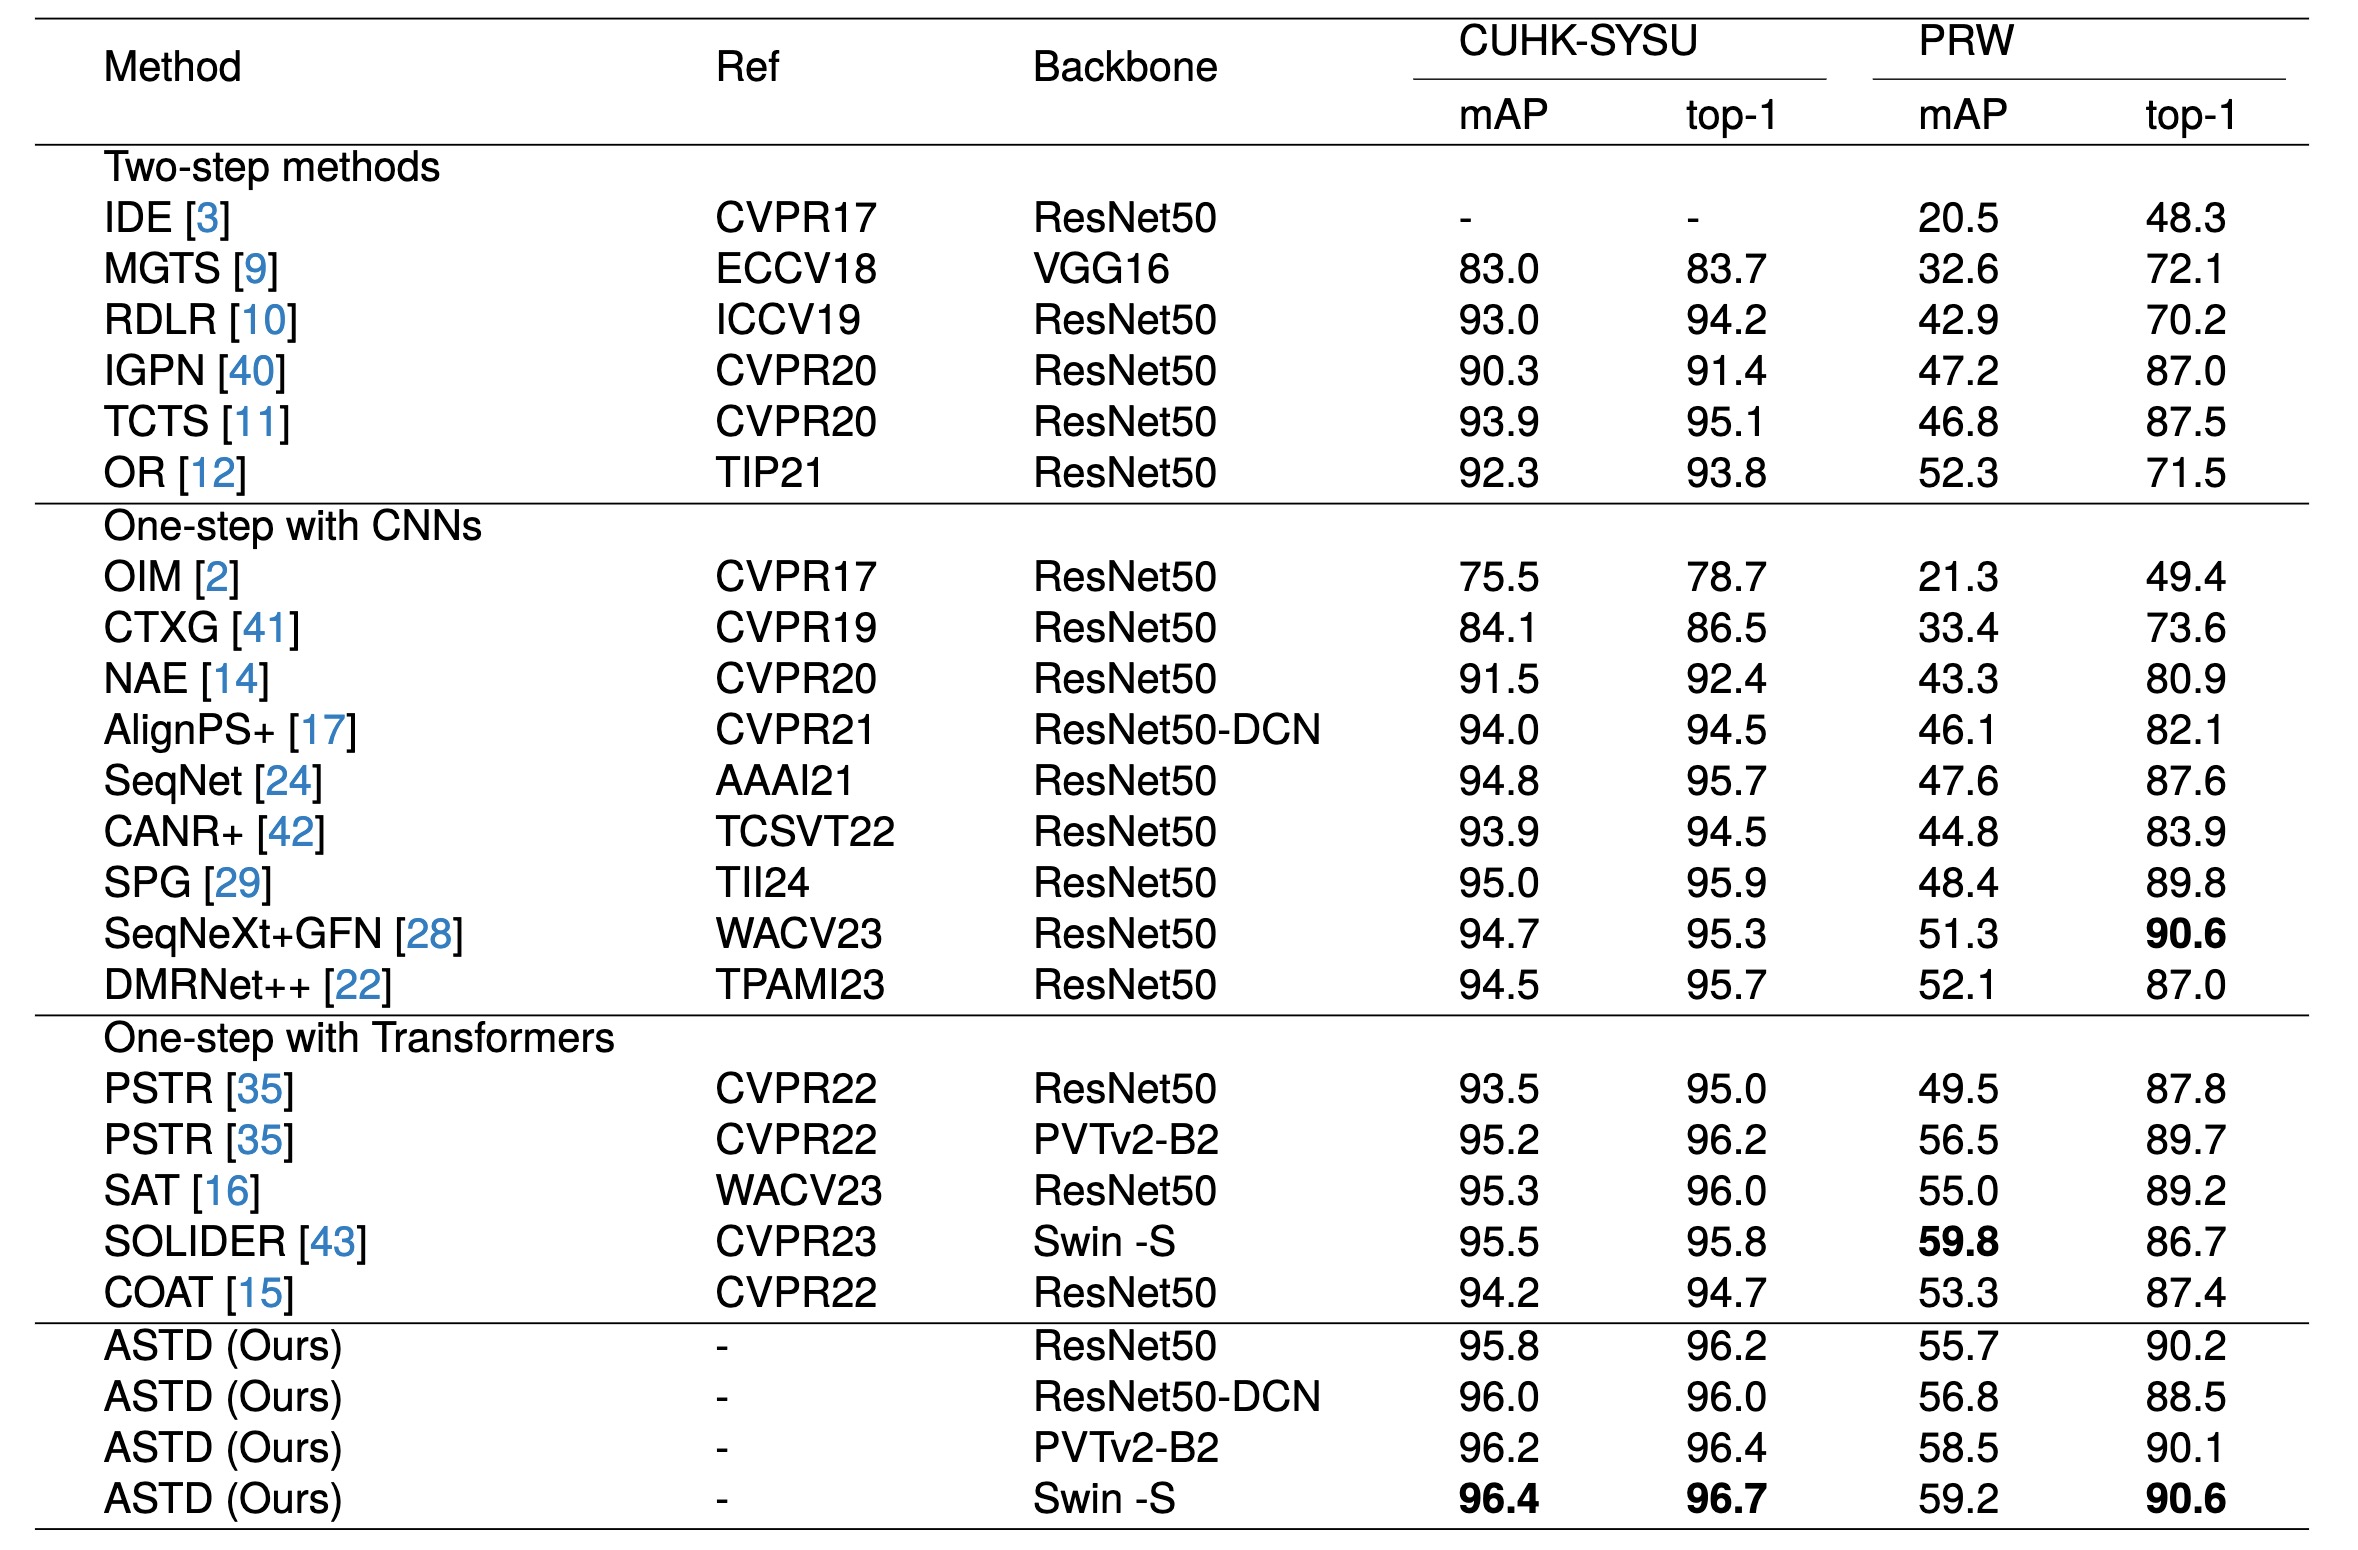 Method Ref Backbone CUHK-SYSU PRW
mAP top-1 mAP top-1
Two-step methods
IDE [3] CVPR17 ResNet50 - - 20.5 48.3
MGTS [9] ECCV18 VGG16 83.0 83.7 32.6 72.1
RDLR [10] ICCV19 ResNet50 93.0 94.2 42.9 70.2
IGPN [40] CVPR20 ResNet50 90.3 91.4 47.2 87.0
TCTS [11] CVPR20 ResNet50 93.9 95.1 46.8 87.5
OR [12] TIP21 ResNet50 92.3 93.8 52.3 71.5
One-step with CNNs
OIM [2] CVPR17 ResNet50 75.5 78.7 21.3 49.4
CTXG [41] CVPR19 ResNet50 84.1 86.5 33.4 73.6
NAE [14] CVPR20 ResNet50 91.5 92.4 43.3 80.9
AlignPS+ [17] CVPR21 ResNet50-DCN 94.0 94.5 46.1 82.1
SeqNet [24] AAAI21 ResNet50 94.8 95.7 47.6 87.6
CANR+ [42] TCSVT22 ResNet50 93.9 94.5 44.8 83.9
SPG [29] TII24 ResNet50 95.0 95.9 48.4 89.8
SeqNeXt+GFN [28] WACV23 ResNet50 94.7 95.3 51.3 90.6
DMRNet++ [22] TPAMI23 ResNet50 94.5 95.7 52.1 87.0
One-step with Transformers
PSTR [35] CVPR22 ResNet50 93.5 95.0 49.5 87.8
PSTR [35] CVPR22 PVTv2-B2 95.2 96.2 56.5 89.7
SAT [16] WACV23 ResNet50 95.3 96.0 55.0 89.2
SOLIDER [43] CVPR23 Swin -S 95.5 95.8 59.8 86.7
COAT [15] CVPR22 ResNet50 94.2 94.7 53.3 87.4
ASTD (Ours) - ResNet50 95.8 96.2 55.7 90.2
ASTD (Ours) - ResNet50-DCN 96.0 96.0 56.8 88.5
ASTD (Ours) - PVTv2-B2 96.2 96.4 58.5 90.1
ASTD (Ours) - Swin -S 96.4 96.7 59.2 90.6